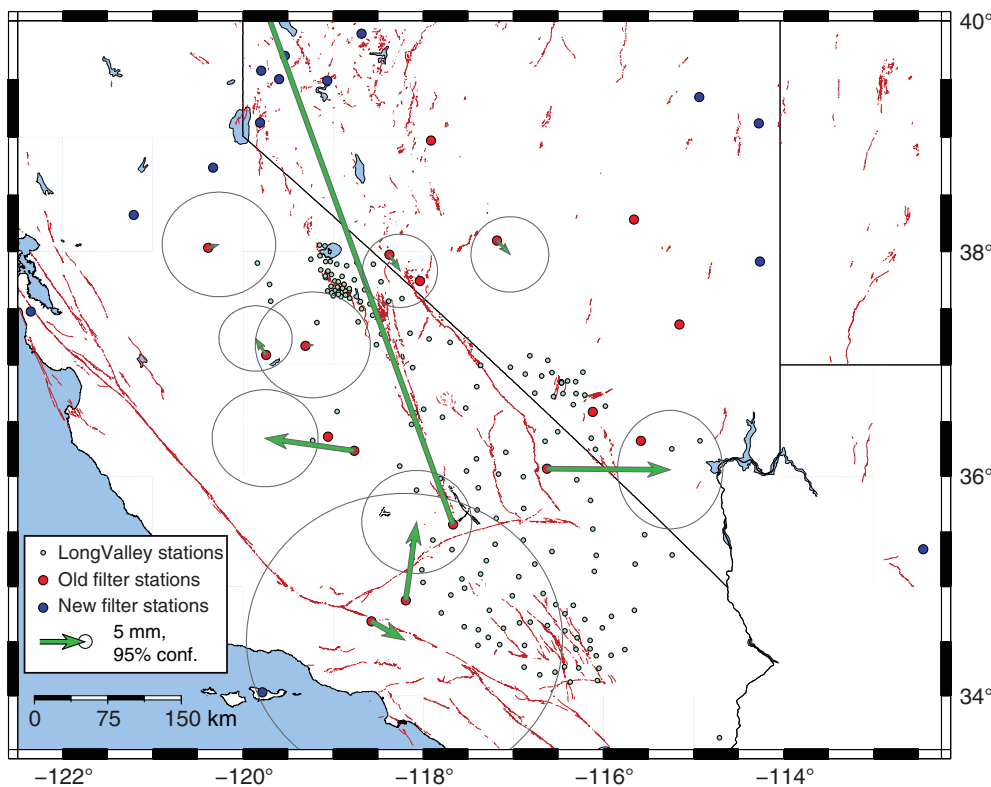 40°
38°
36°
34°
LongValley stations
Old filter stations
New filter stations
5 mm,
95% conf.
0 75 150 km
−122° −120° −118° −116° −114°